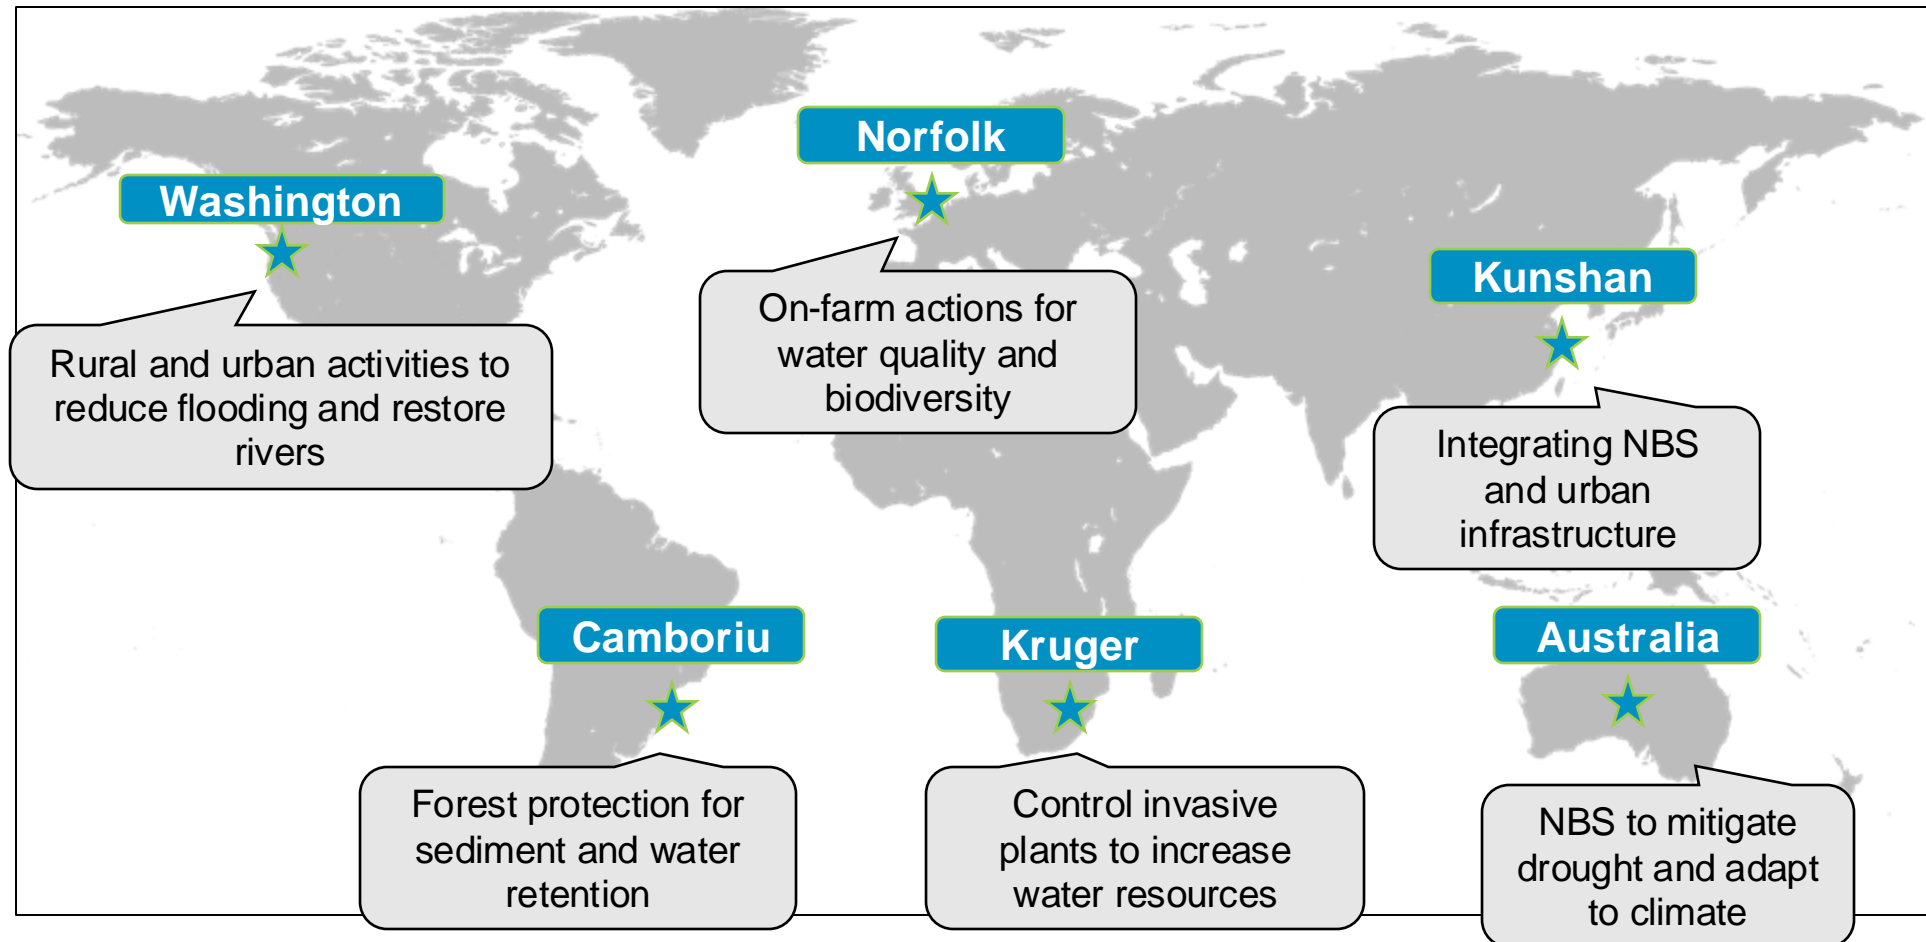 Norfolk
Washington
Rural and urban activities to
reduce flooding and restore
rivers
On-farm actions for
water quality and
biodiversity
Kunshan
Integrating NBS
and urban
infrastructure
Camboriu
Forest protection for
sediment and water
retention
Kruger
Control invasive
plants to increase
water resources
Australia
NBS to mitigate
drought and adapt
to climate